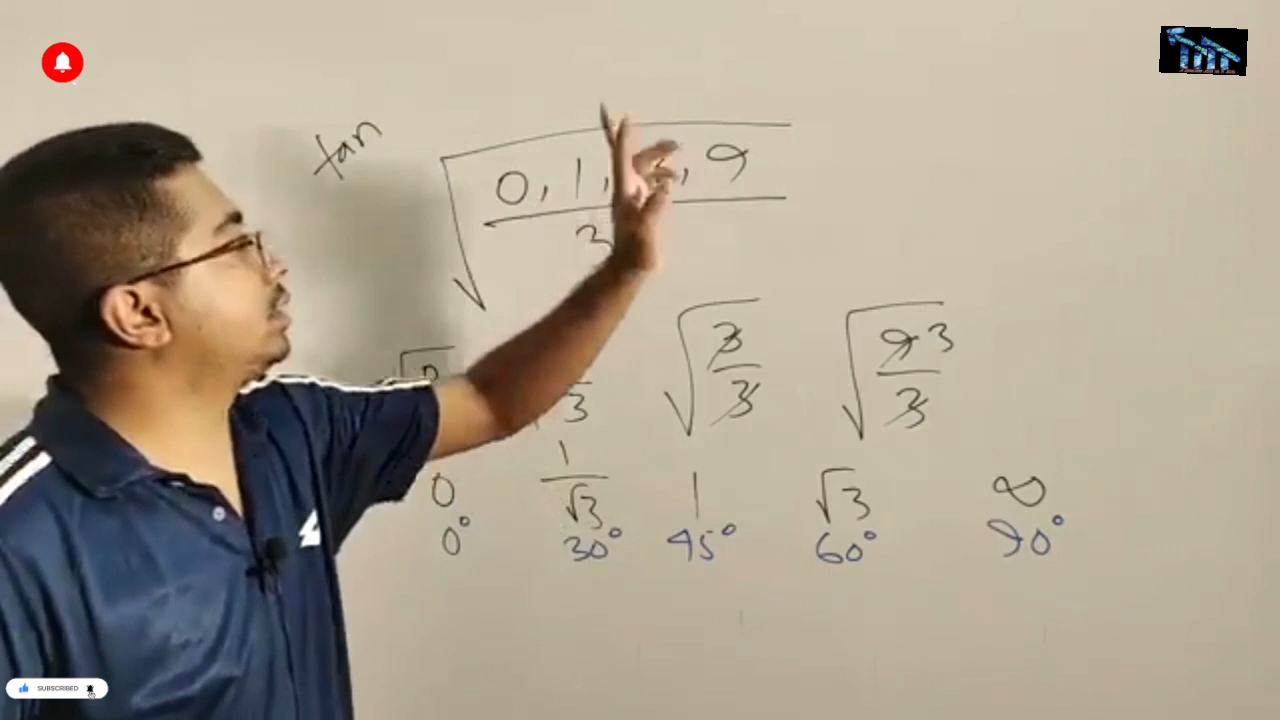 tan
√(0, 1, 3, 9 / 3)
√3/3 √9 3/3
3
0 1/√3 1 √3 ∞
0° 30° 45° 60° 90°
SUBSCRIBED